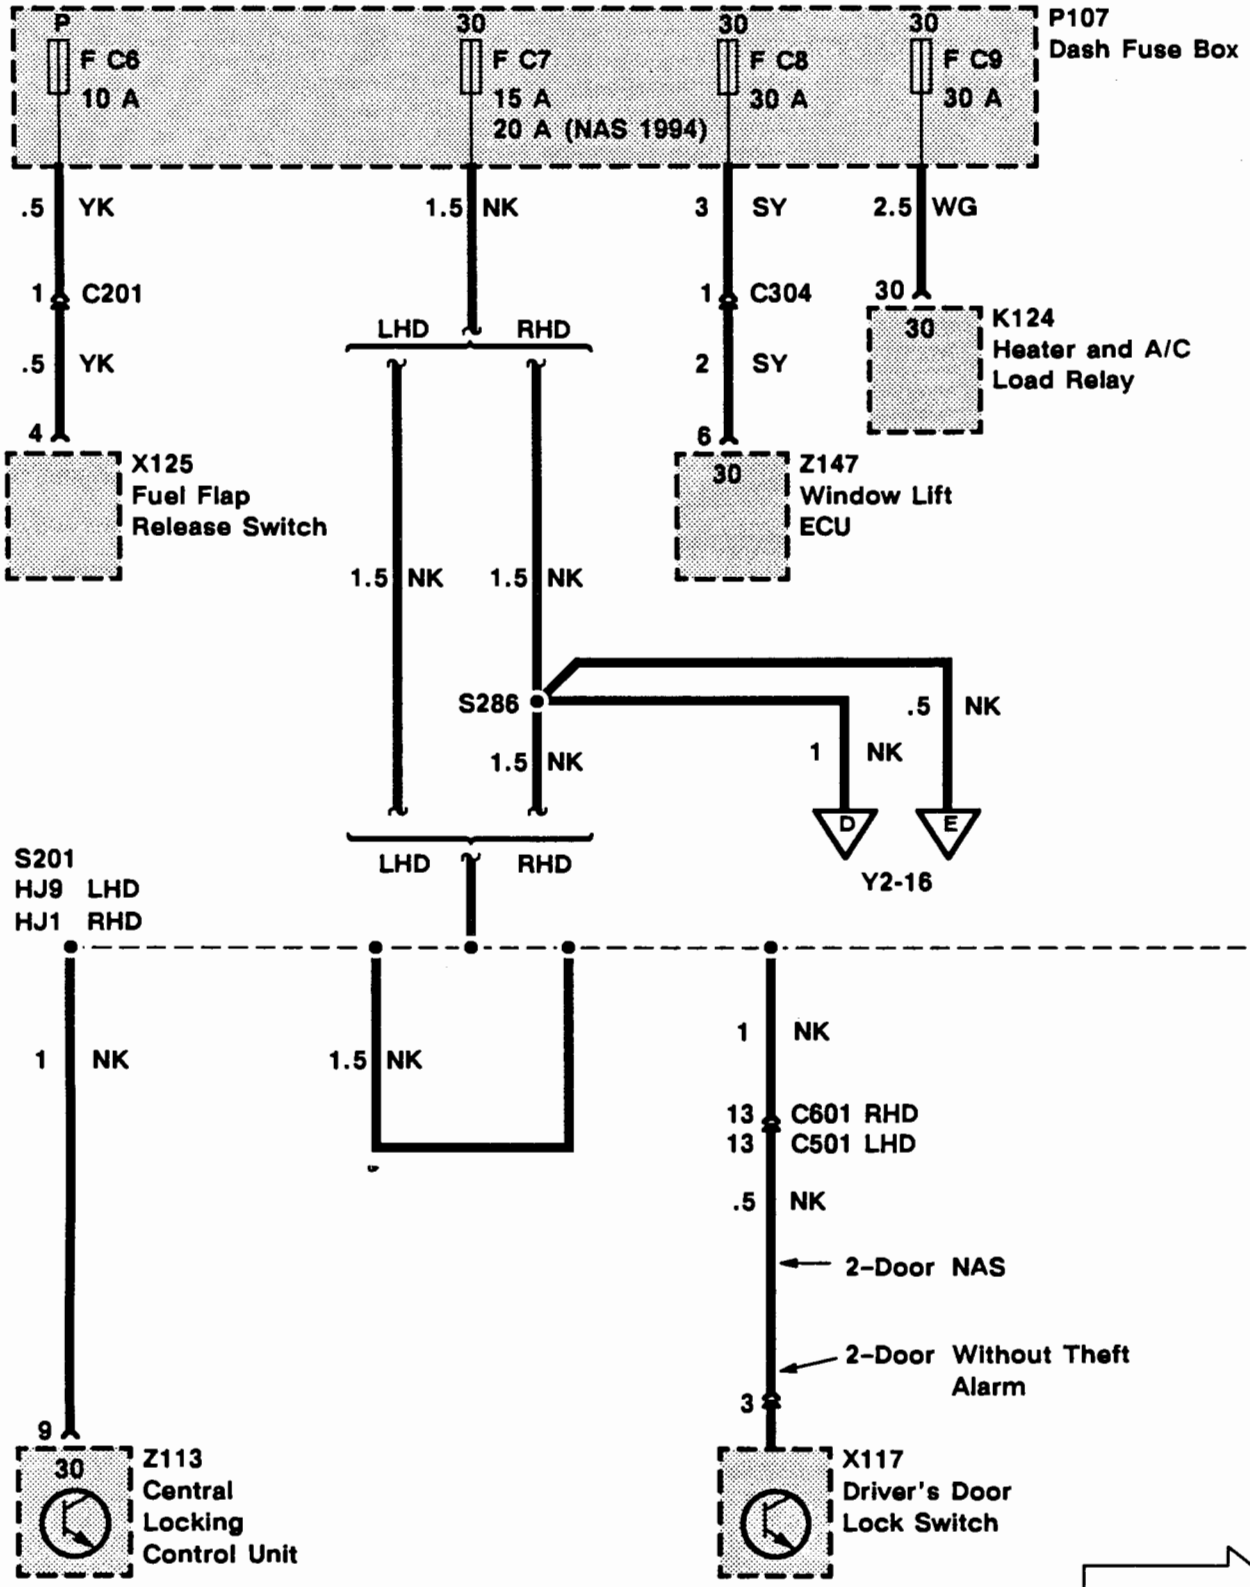 P
F C6
10 A
30
F C7
15 A
20 A (NAS 1994)
30
F C8
30 A
30
F C9
30 A
P107
Dash Fuse Box
.5 YK
1.5 NK
3 SY
2.5 WG
1 C201
1 C304
30
30
K124
Heater and A/C
Load Relay
LHD RHD
.5 YK
2 SY
4
X125
Fuel Flap
Release Switch
6
30
Z147
Window Lift
ECU
1.5 NK
1.5 NK
S286
.5 NK
1 NK
1.5 NK
D
E
Y2-16
LHD RHD
S201
HJ9 LHD
HJ1 RHD
1 NK
1.5 NK
1 NK
13 C601 RHD
13 C501 LHD
.5 NK
2-Door NAS
2-Door Without Theft
Alarm
3
9
30
Z113
Central
Locking
Control Unit
X117
Driver's Door
Lock Switch